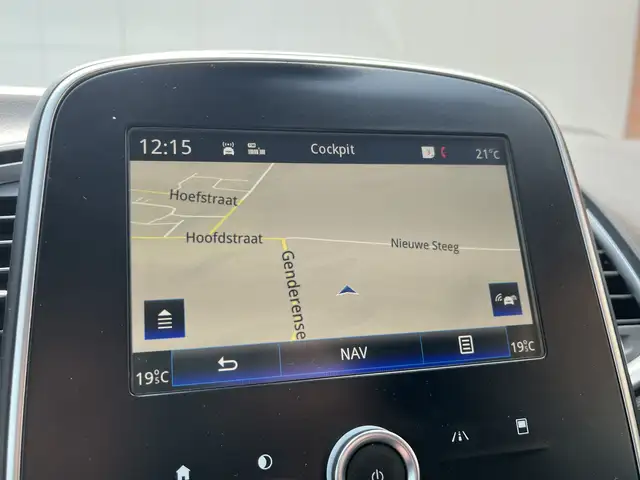 12:15 Cockpit 21°C
Hoefstraat
Hoofdstraat
Nieuwe Steeg
Genderense
19°C NAV 19°C